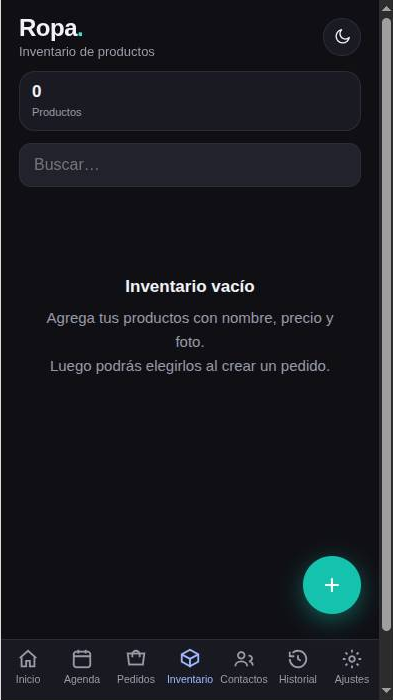 Ropa.
Inventario de productos
0
Productos
Buscar…
Inventario vacío
Agrega tus productos con nombre, precio y
foto.
Luego podrás elegirlos al crear un pedido.
+
Inicio
Agenda
Pedidos
Inventario
Contactos
Historial
Ajustes